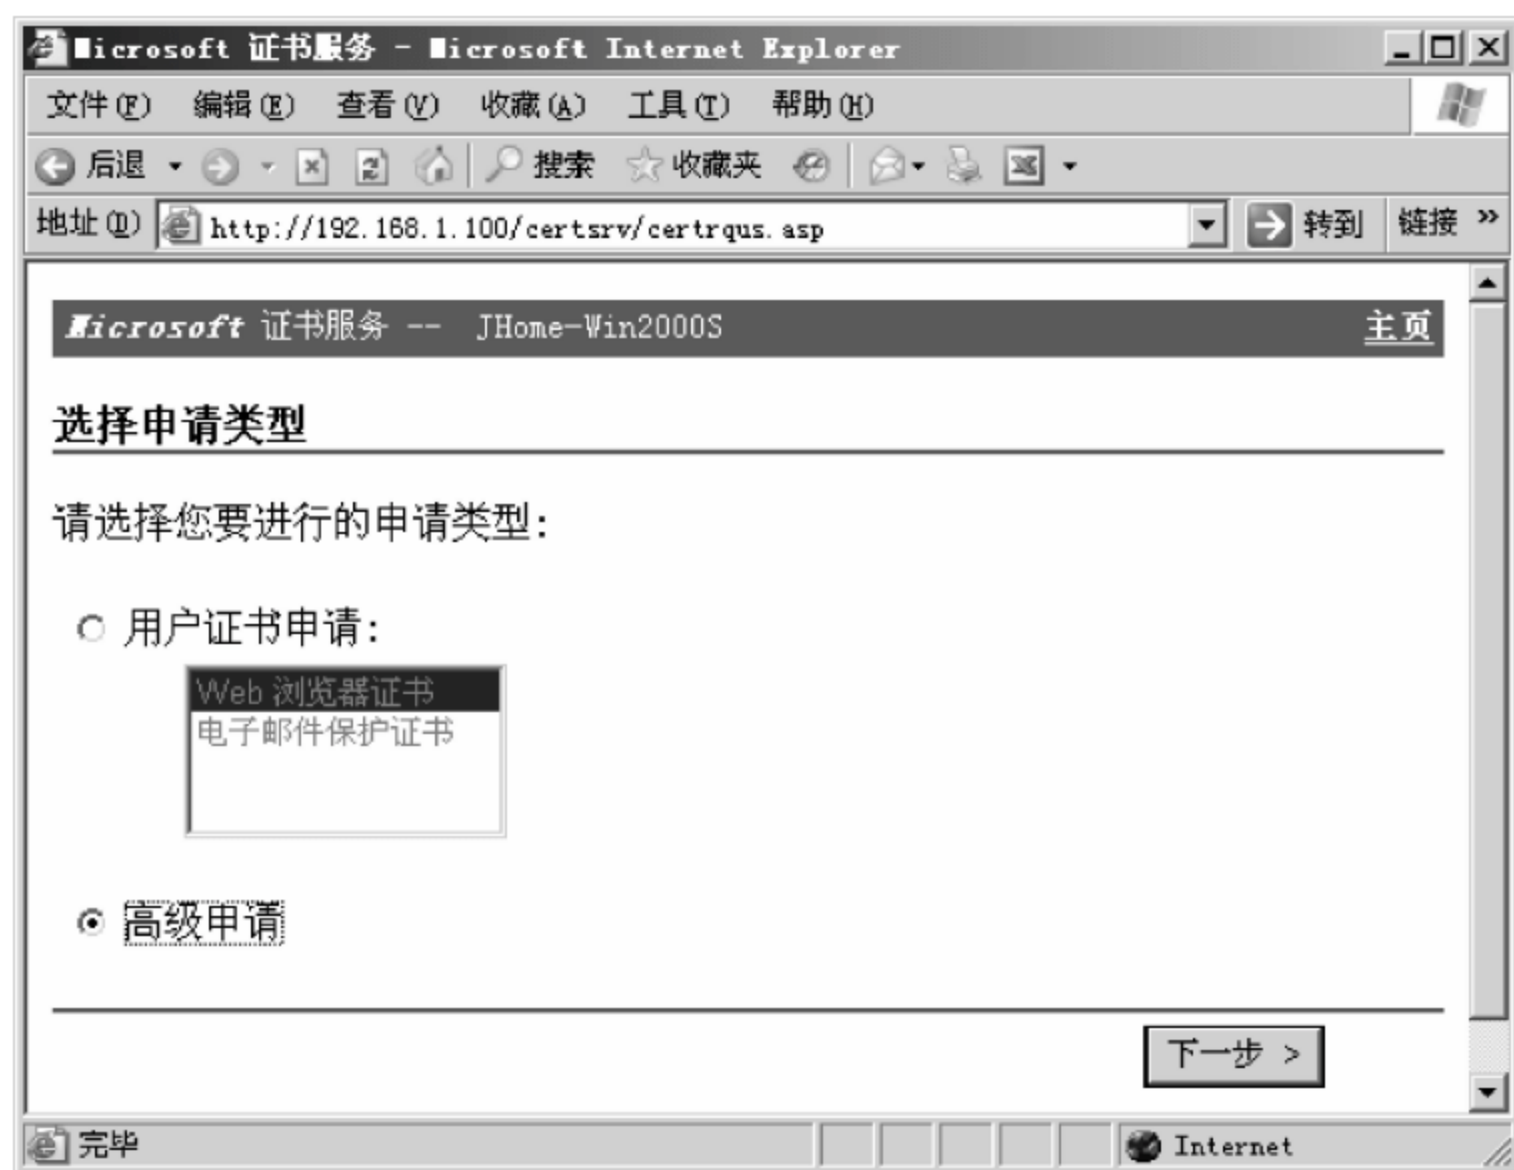 Microsoft 证书服务 - Microsoft Internet Explorer
文件(F) 编辑(E) 查看(V) 收藏(A) 工具(T) 帮助(H)
后退 搜索 收藏夹
地址(D) http://192.168.1.100/certsrv/certrqus.asp 转到 链接 »
Microsoft 证书服务 -- JHome-Win2000S 主页
选择申请类型
请选择您要进行的申请类型:
用户证书申请:
Web 浏览器证书
电子邮件保护证书
高级申请
下一步 >
完毕 Internet